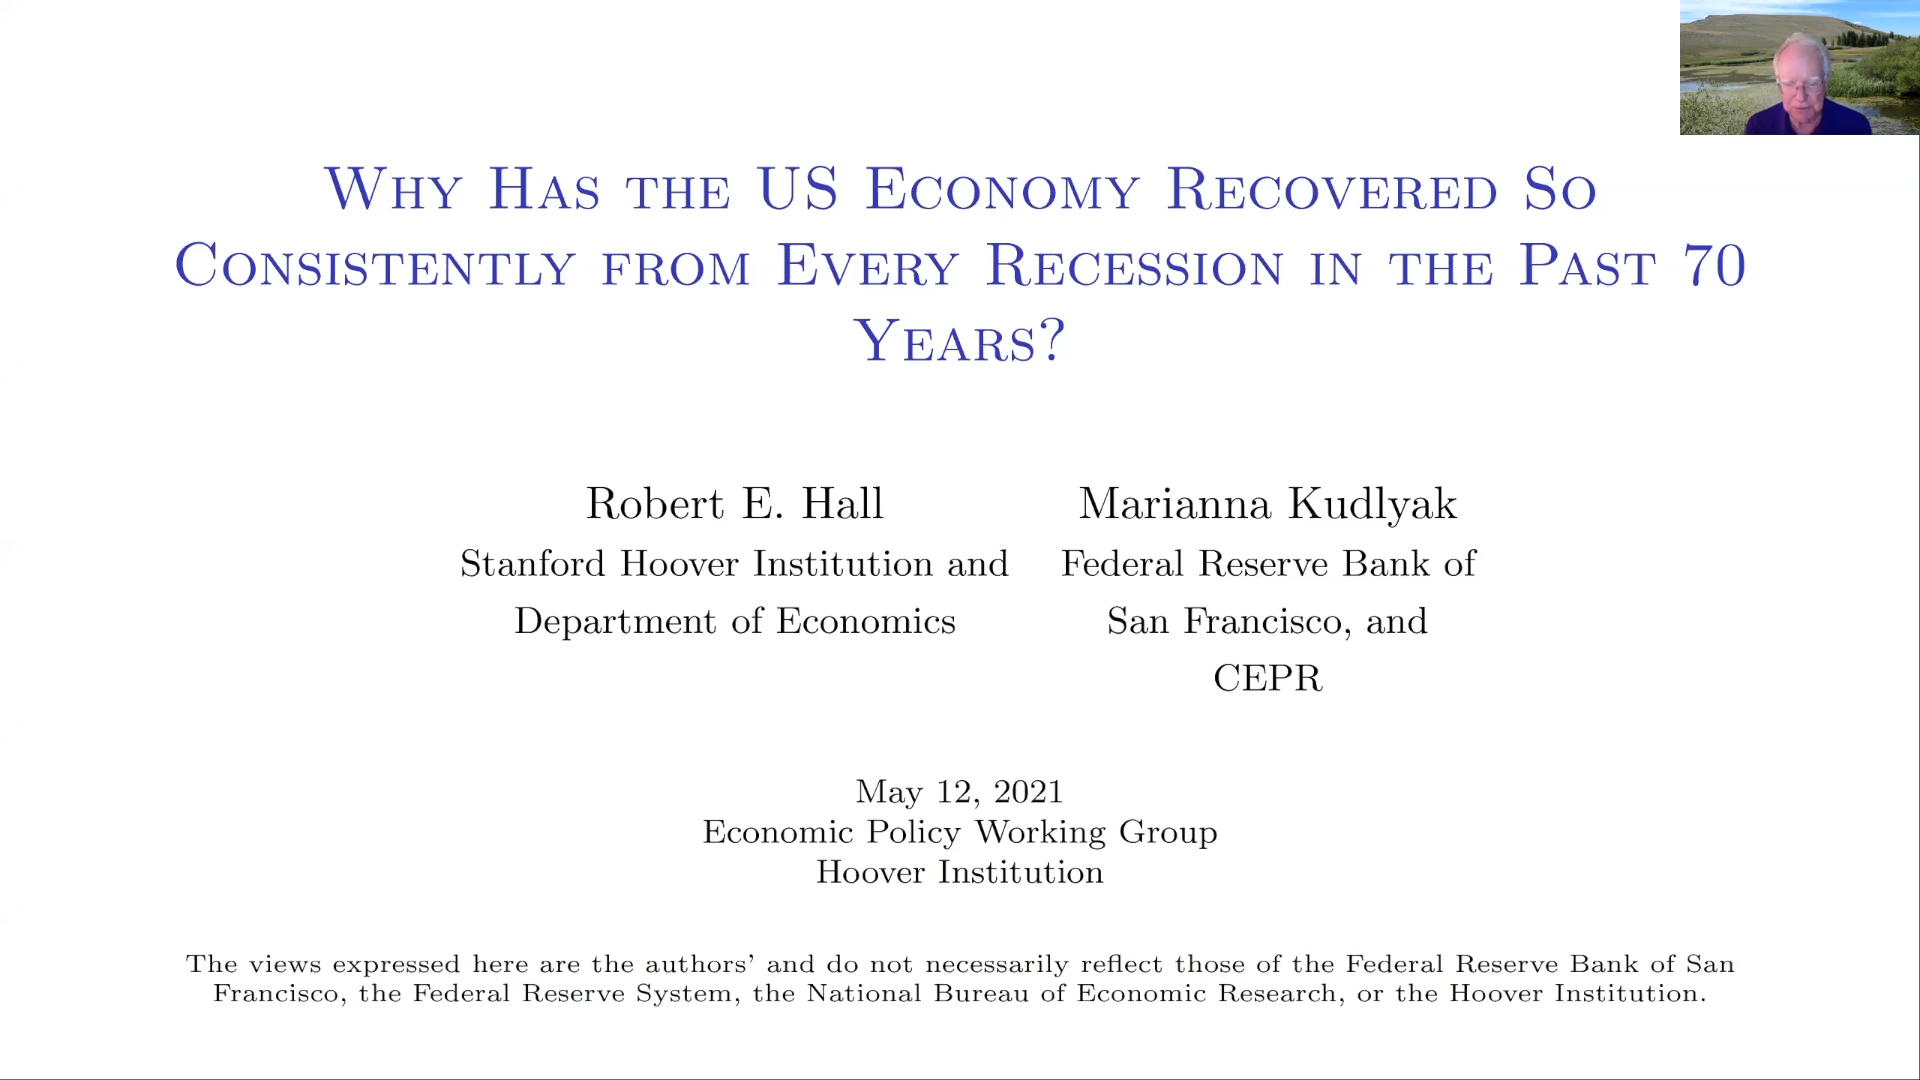 Why Has the US Economy Recovered So
Consistently from Every Recession in the Past 70
Years?
Robert E. Hall
Stanford Hoover Institution and
Department of Economics
Marianna Kudlyak
Federal Reserve Bank of
San Francisco, and
CEPR
May 12, 2021
Economic Policy Working Group
Hoover Institution
The views expressed here are the authors' and do not necessarily reflect those of the Federal Reserve Bank of San
Francisco, the Federal Reserve System, the National Bureau of Economic Research, or the Hoover Institution.